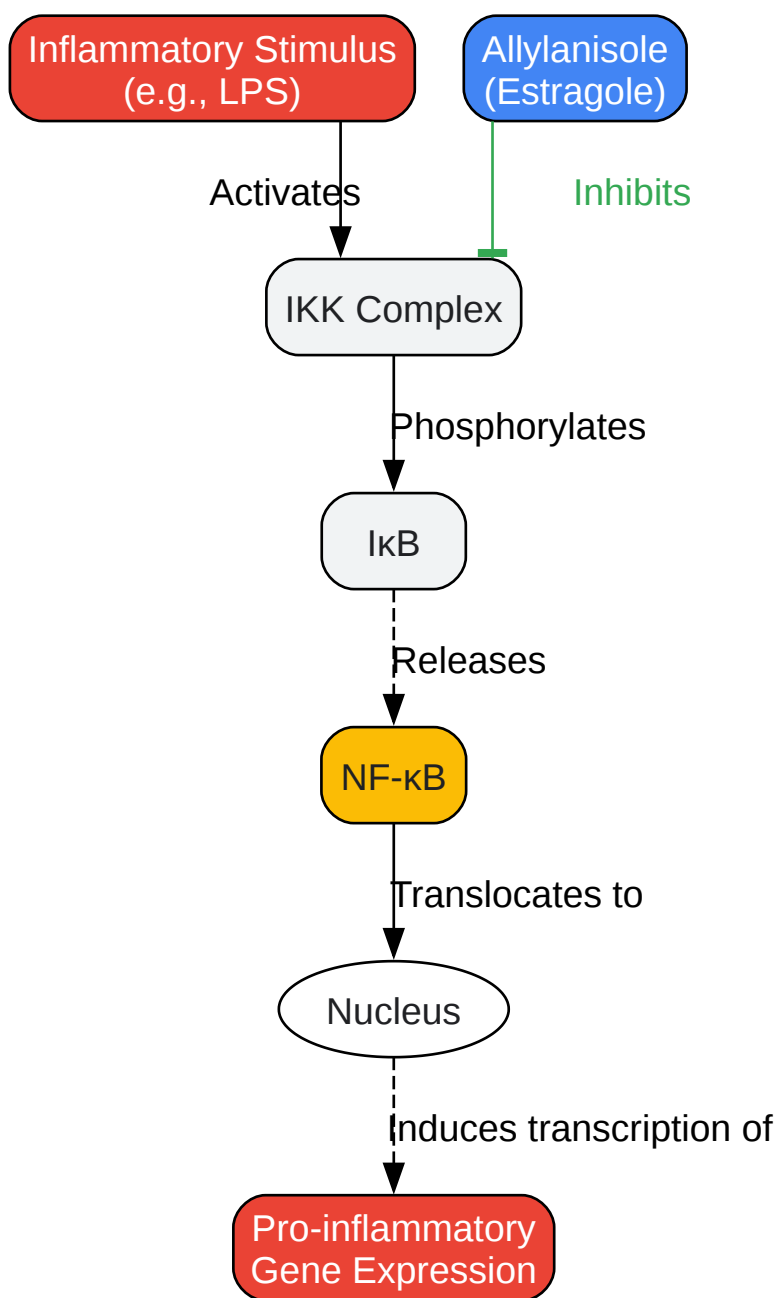 Inflammatory Stimulus
(e.g., LPS)
Allylanisole
(Estragole)
Activates
Inhibits
IKK Complex
Phosphorylates
IκB
Releases
NF-κB
Translocates to
Nucleus
Induces transcription of
Pro-inflammatory
Gene Expression